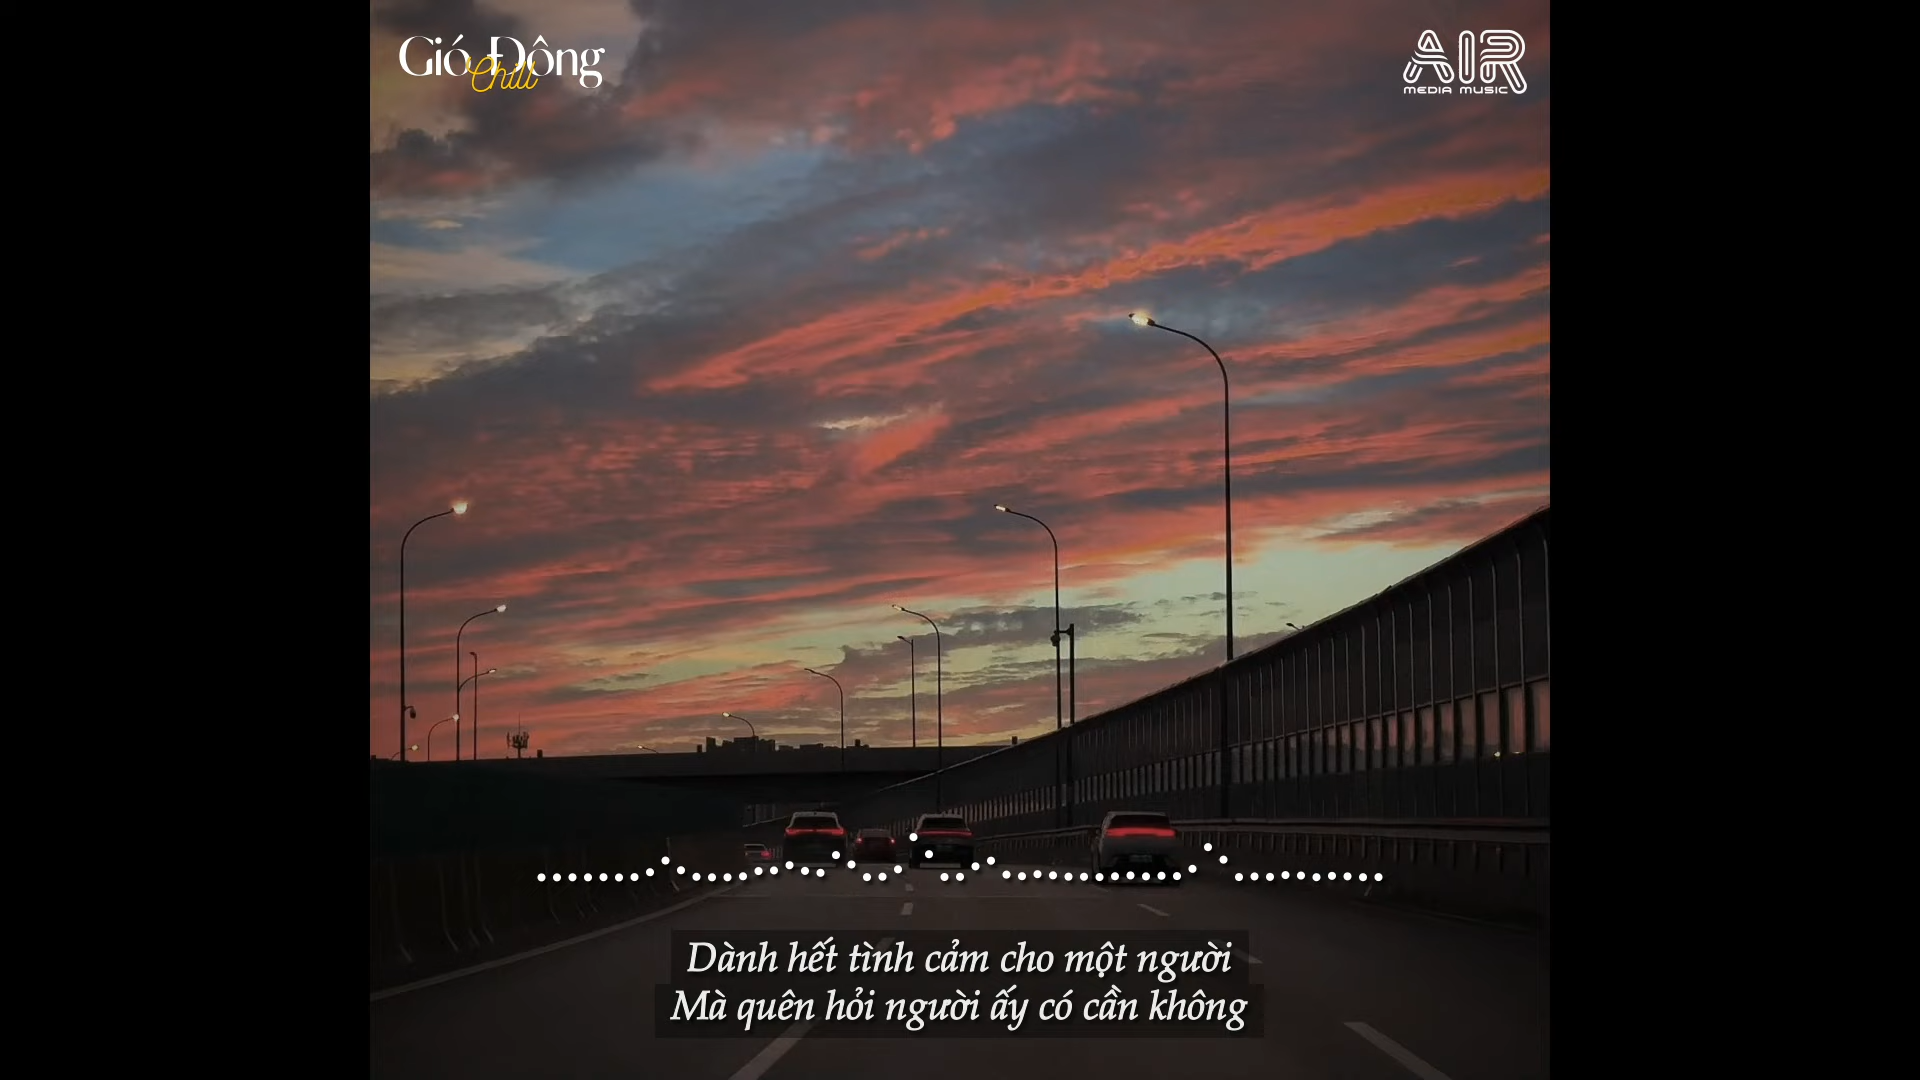 Gió Đông
Chill
AIR
MEDIA MUSIC
Dành hết tình cảm cho một người
Mà quên hỏi người ấy có cần không